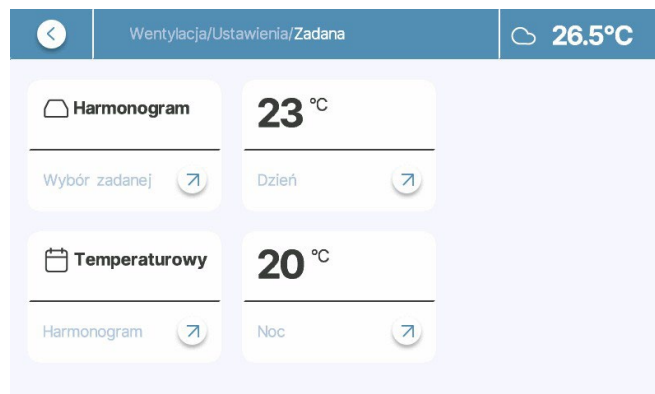 Wentylacja/Ustawienia/Zadana
26.5°C
Harmonogram
Wybór zadanej
23 °C
Dzień
Temperaturowy
Harmonogram
20 °C
Noc